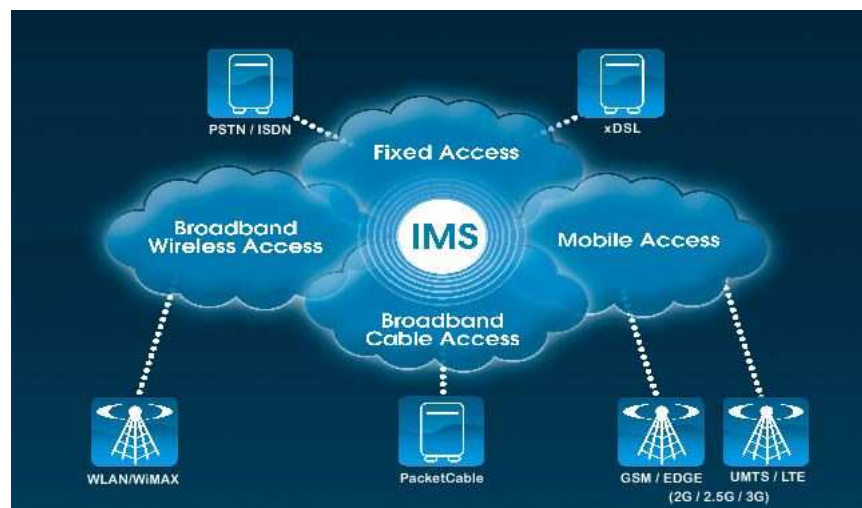 PSTN / ISDN
xDSL
Fixed Access
Broadband
Wireless Access
IMS
Mobile Access
Broadband
Cable Access
WLAN/WiMAX
PacketCable
GSM / EDGE
UMTS / LTE
(2G / 2.5G / 3G)